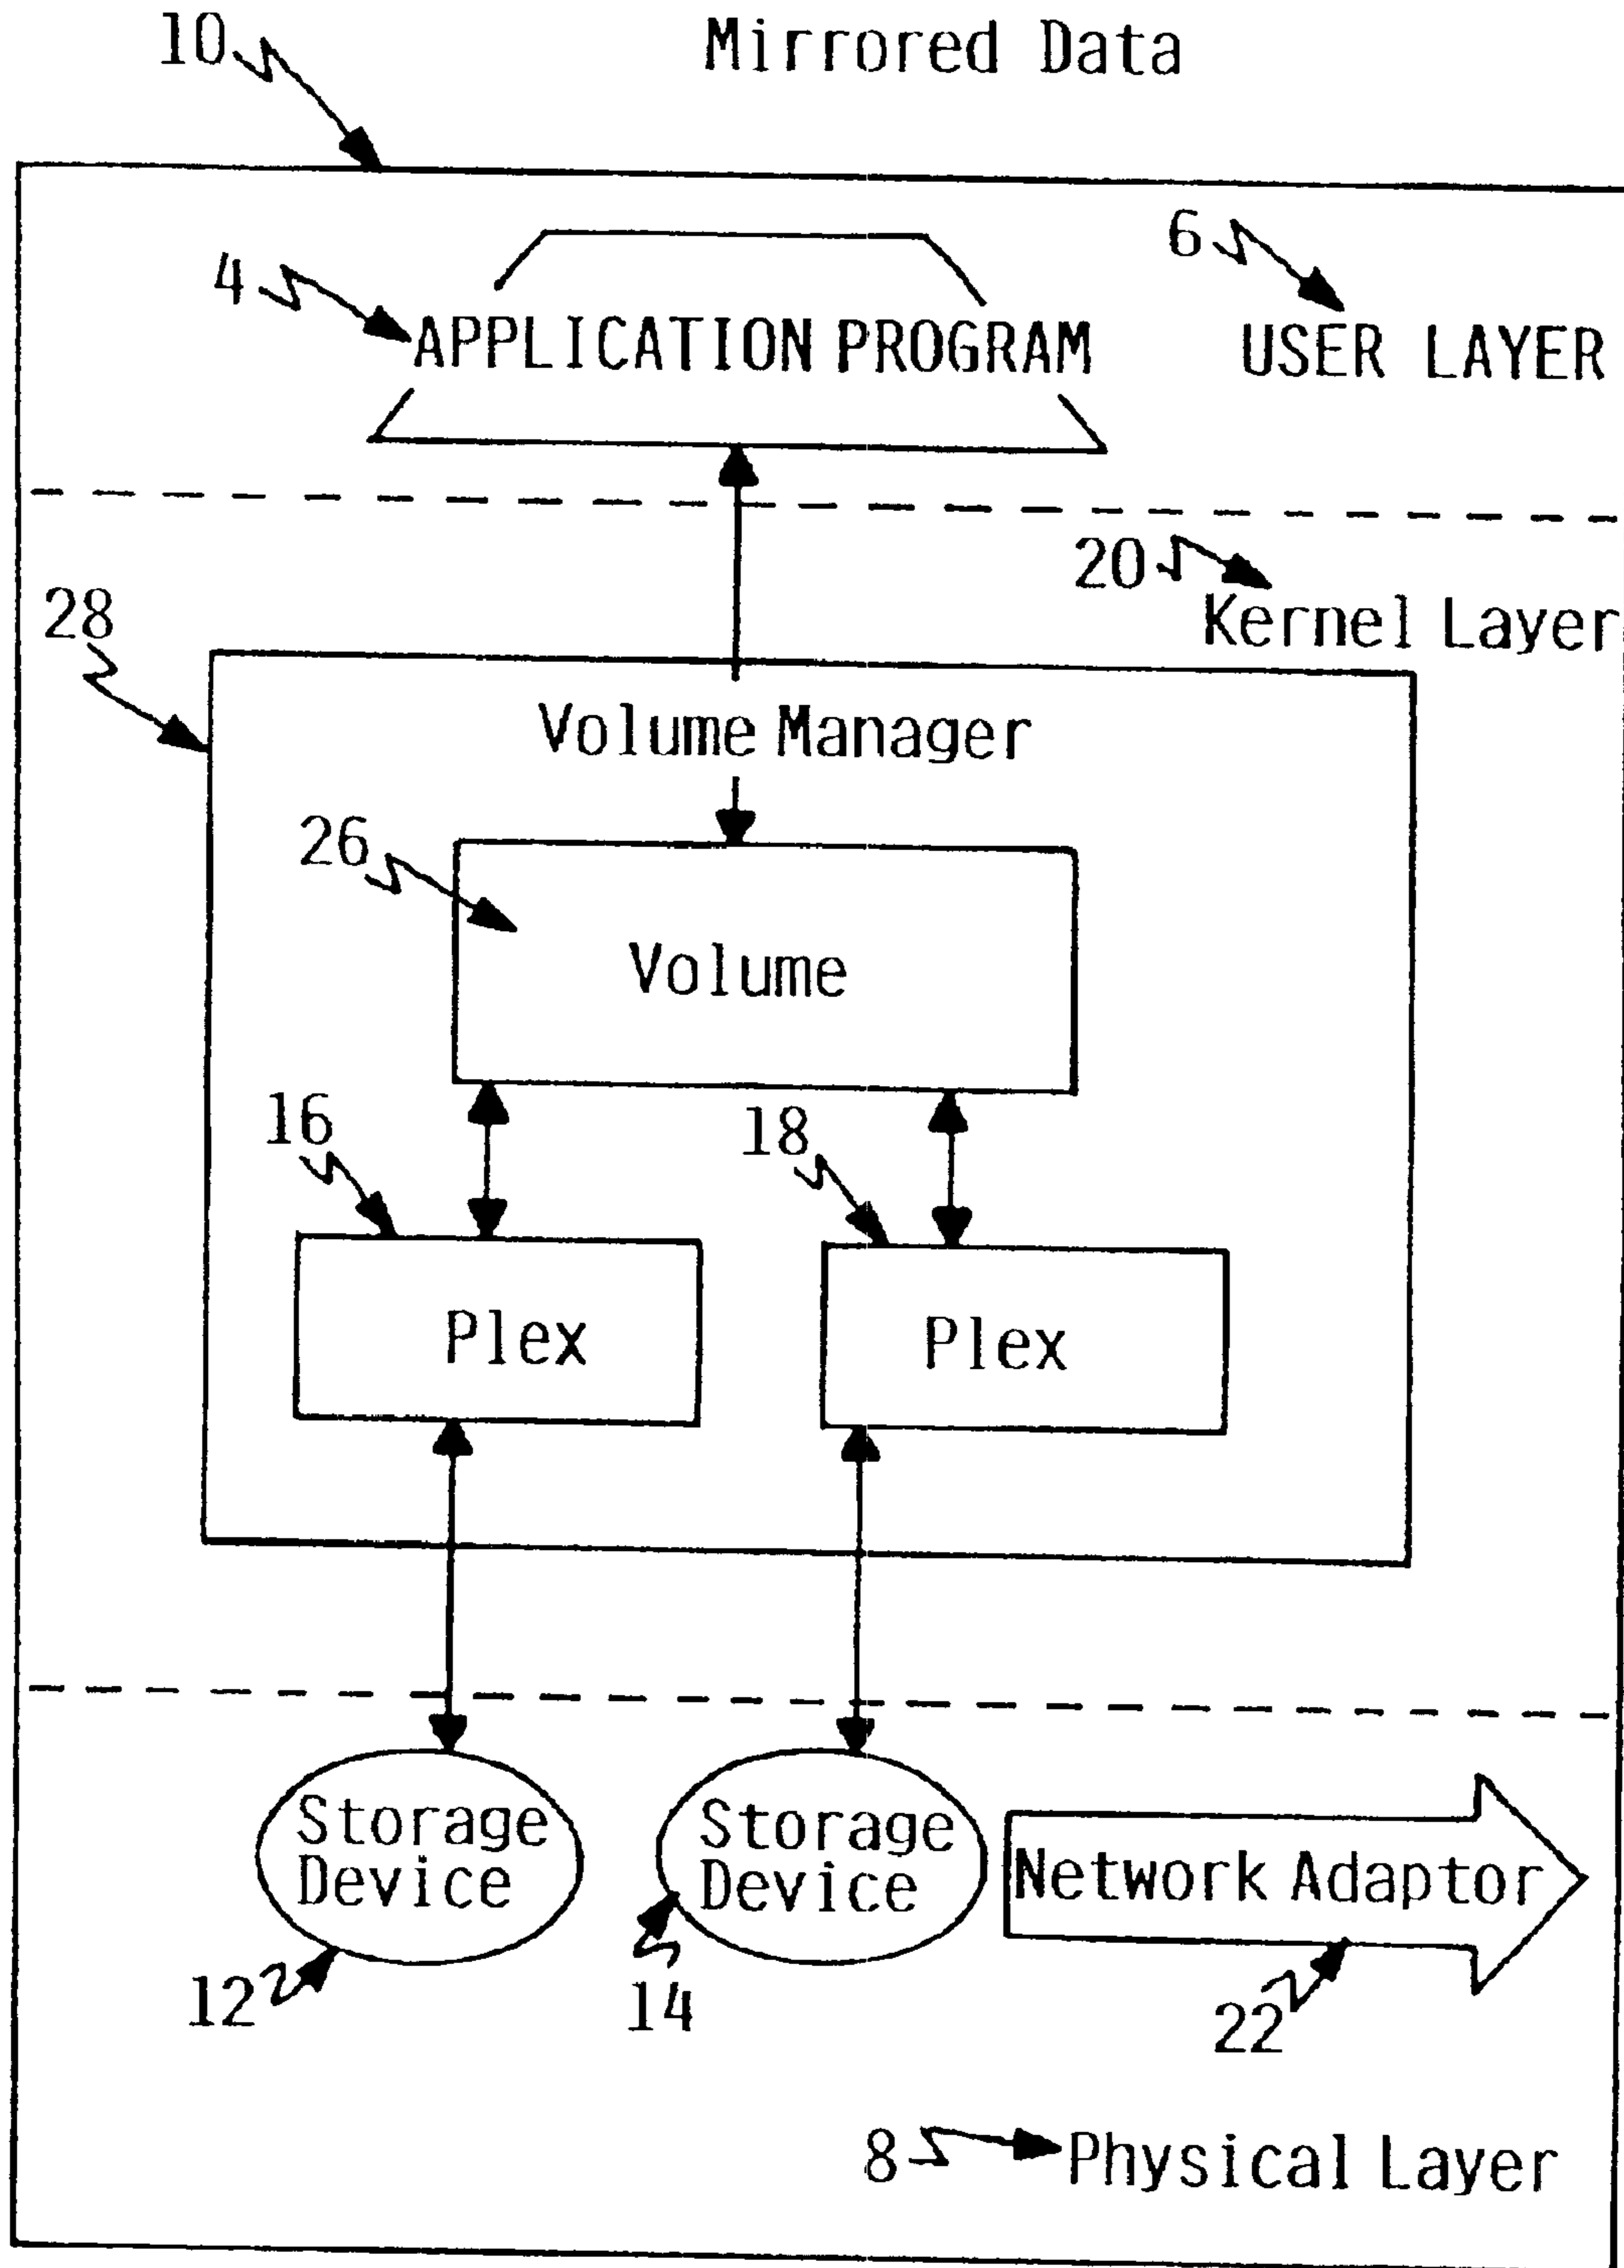 10
Mirrored Data
6
4
APPLICATION PROGRAM
USER LAYER
20
Kernel Layer
28
Volume Manager
26
Volume
16
18
Plex
Plex
Storage
Device
Storage
Device
Network Adaptor
12
14
22
8
Physical Layer